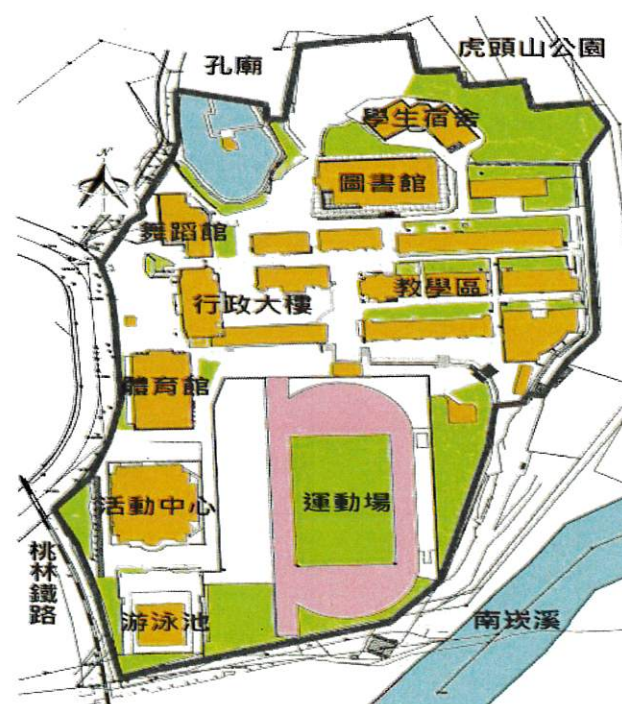 孔廟
虎頭山公園
學生宿舍
圖書館
N
舞蹈館
教學區
行政大樓
體育館
活動中心
運動場
桃林鐵路
游泳池
南崁溪